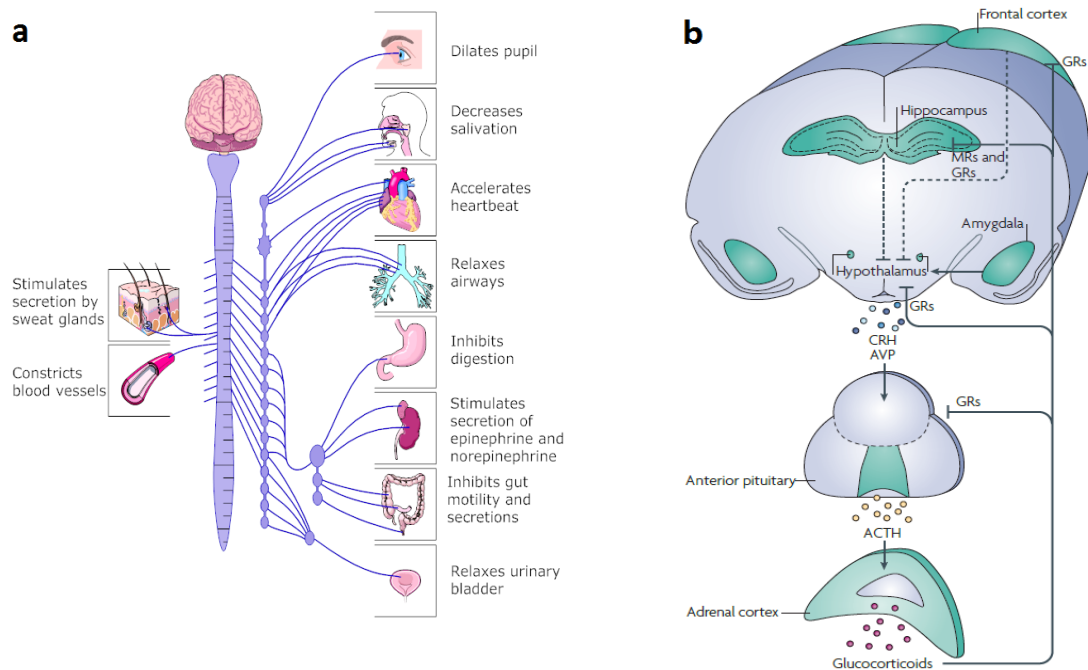 a
Dilates pupil
Decreases
salivation
Accelerates
heartbeat
Relaxes
airways
Stimulates
secretion by
sweat glands
Inhibits
digestion
Constricts
blood vessels
Stimulates
secretion of
epinephrine and
norepinephrine
Inhibits gut
motility and
secretions
Relaxes urinary
bladder
b
Frontal cortex
GRs
Hippocampus
MRs and
GRs
Amygdala
Hypothalamus
GRs
CRH
AVP
GRs
Anterior pituitary
ACTH
Adrenal cortex
Glucocorticoids